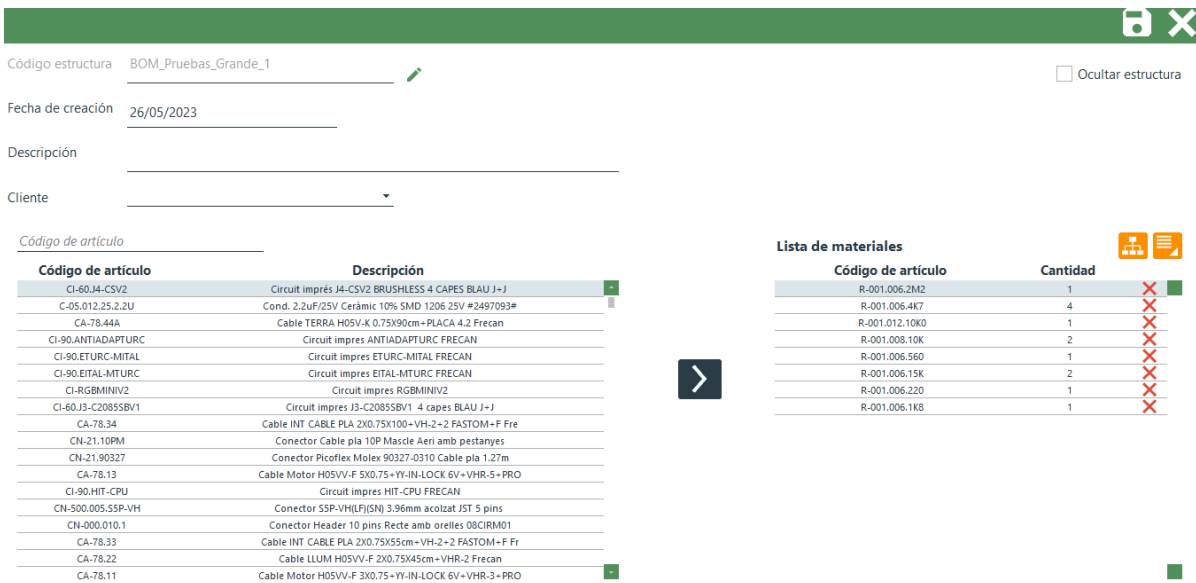 Código estructura BOM_Pruebas_Grande_1
Ocultar estructura
Fecha de creación 26/05/2023
Descripción
Cliente
Código de artículo
Lista de materiales
Código de artículo Descripción
CI-60.J4-CSV2 Circuit imprés J4-CSV2 BRUSHLESS 4 CAPES BLAU J+J
C-05.012.25.2.2U Cond. 2.2uF/25V Ceràmic 10% SMD 1206 25V #2497093#
CA-78.44A Cable TERRA H05V-K 0.75X90cm+PLACA 4.2 Frecan
CI-90.ANTIADAPTURC Circuit impres ANTIADAPTURC FRECAN
CI-90.ETURC-MITAL Circuit impres ETURC-MITAL FRECAN
CI-90.EITAL-MTURC Circuit impres EITAL-MTURC FRECAN
CI-RGBMINIV2 Circuit impres RGBMINIV2
CI-60.J3-C2085SBV1 Circuit impres J3-C2085SBV1 4 capes BLAU J+J
CA-78.34 Cable INT CABLE PLA 2X0.75X100+VH-2+2 FASTOM+F Fre
CN-21.10PM Conector Cable pla 10P Mascle Aeri amb pestanyes
CN-21.90327 Conector Picoflex Molex 90327-0310 Cable pla 1.27m
CA-78.13 Cable Motor H05VV-F 5X0.75+YY-IN-LOCK 6V+VHR-5+PRO
CI-90.HIT-CPU Circuit impres HIT-CPU FRECAN
CN-500.005.S5P-VH Conector S5P-VH(LF)(SN) 3.96mm acolzat JST 5 pins
CN-000.010.1 Conector Header 10 pins Recte amb orelles 08CIRM01
CA-78.33 Cable INT CABLE PLA 2X0.75X55cm+VH-2+2 FASTOM+F Fr
CA-78.22 Cable LLUM H05VV-F 2X0.75X45cm+VHR-2 Frecan
CA-78.11 Cable Motor H05VV-F 3X0.75+YY-IN-LOCK 6V+VHR-3+PRO
Código de artículo Cantidad
R-001.006.2M2 1
R-001.006.4K7 4
R-001.012.10K0 1
R-001.008.10K 2
R-001.006.560 1
R-001.006.15K 2
R-001.006.220 1
R-001.006.1K8 1